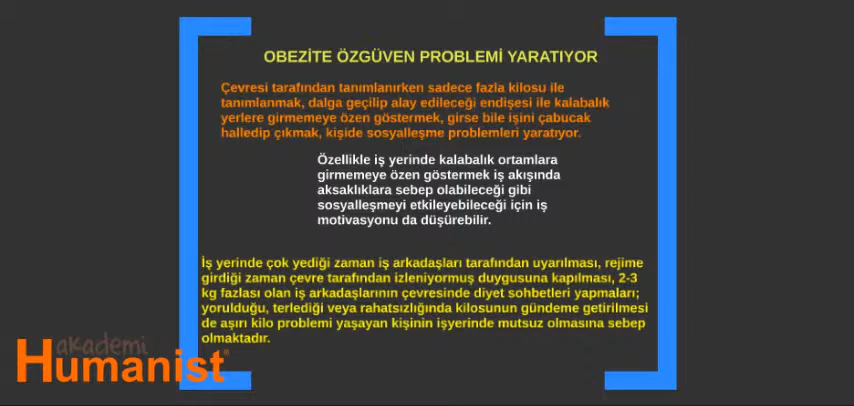 OBEZİTE ÖZGÜVEN PROBLEMİ YARATIYOR
Çevresi tarafından tanımlanırken sadece fazla kilosu ile
tanımlanmak, dalga geçilip alay edileceği endişesi ile kalabalık
yerlere girmemeye özen göstermek, girse bile işini çabucak
halledip çıkmak, kişide sosyalleşme problemleri yaratıyor.
Özellikle iş yerinde kalabalık ortamlara
girmemeye özen göstermek iş akışında
aksaklıklara sebep olabileceği gibi
sosyalleşmeyi etkileyebileceği için iş
motivasyonu da düşürebilir.
İş yerinde çok yediği zaman iş arkadaşları tarafından uyarılması, rejime
girdiği zaman çevre tarafından izleniyormuş duygusuna kapılması, 2-3
kg fazlası olan iş arkadaşlarının çevresinde diyet sohbetleri yapmaları;
yorulduğu, terlediği veya rahatsızlığında kilosunun gündeme getirilmesi
de aşırı kilo problemi yaşayan kişinin işyerinde mutsuz olmasına sebep
olmaktadır.
akademi
Humanist®